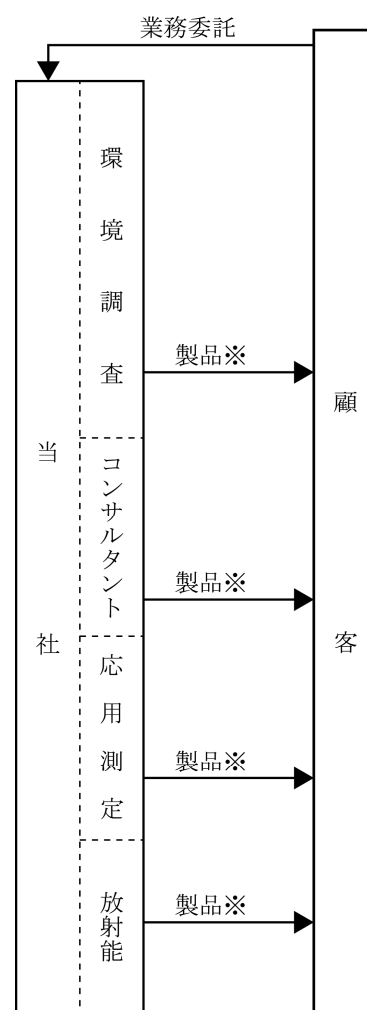 業務委託
当社
環境調査
製品※
コンサルタント
製品※
応用測定
製品※
放射能
製品※
顧客